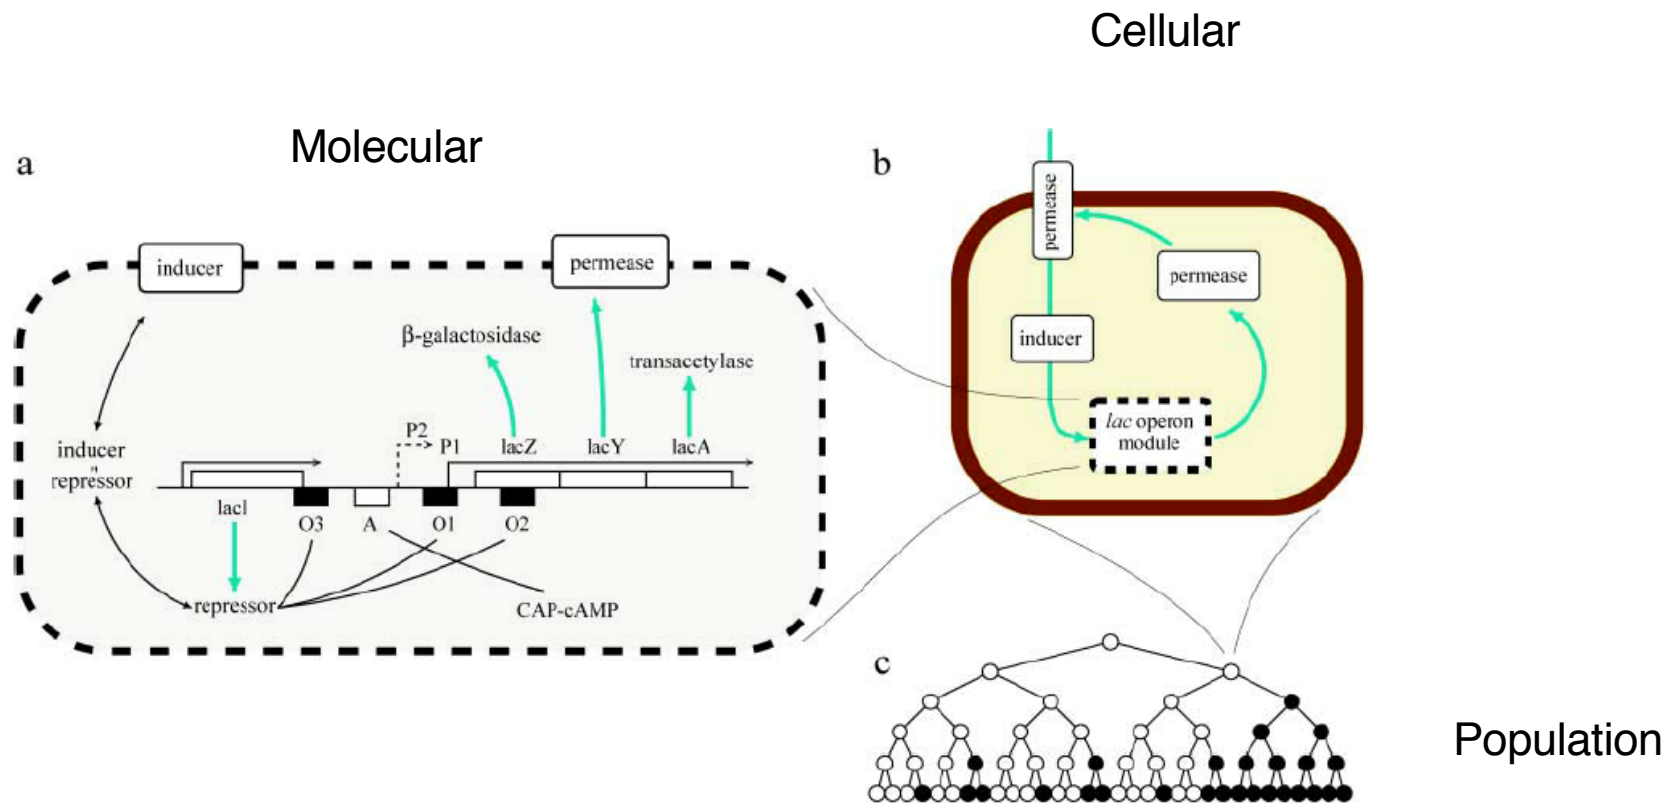 Cellular
Molecular
a
inducer
permease
β-galactosidase
transacetylase
P2
P1
lacZ
lacY
lacA
inducer
"
repressor
lacI
O3
A
O1
O2
repressor
CAP-cAMP
b
permease
permease
inducer
lac operon
module
c
Population